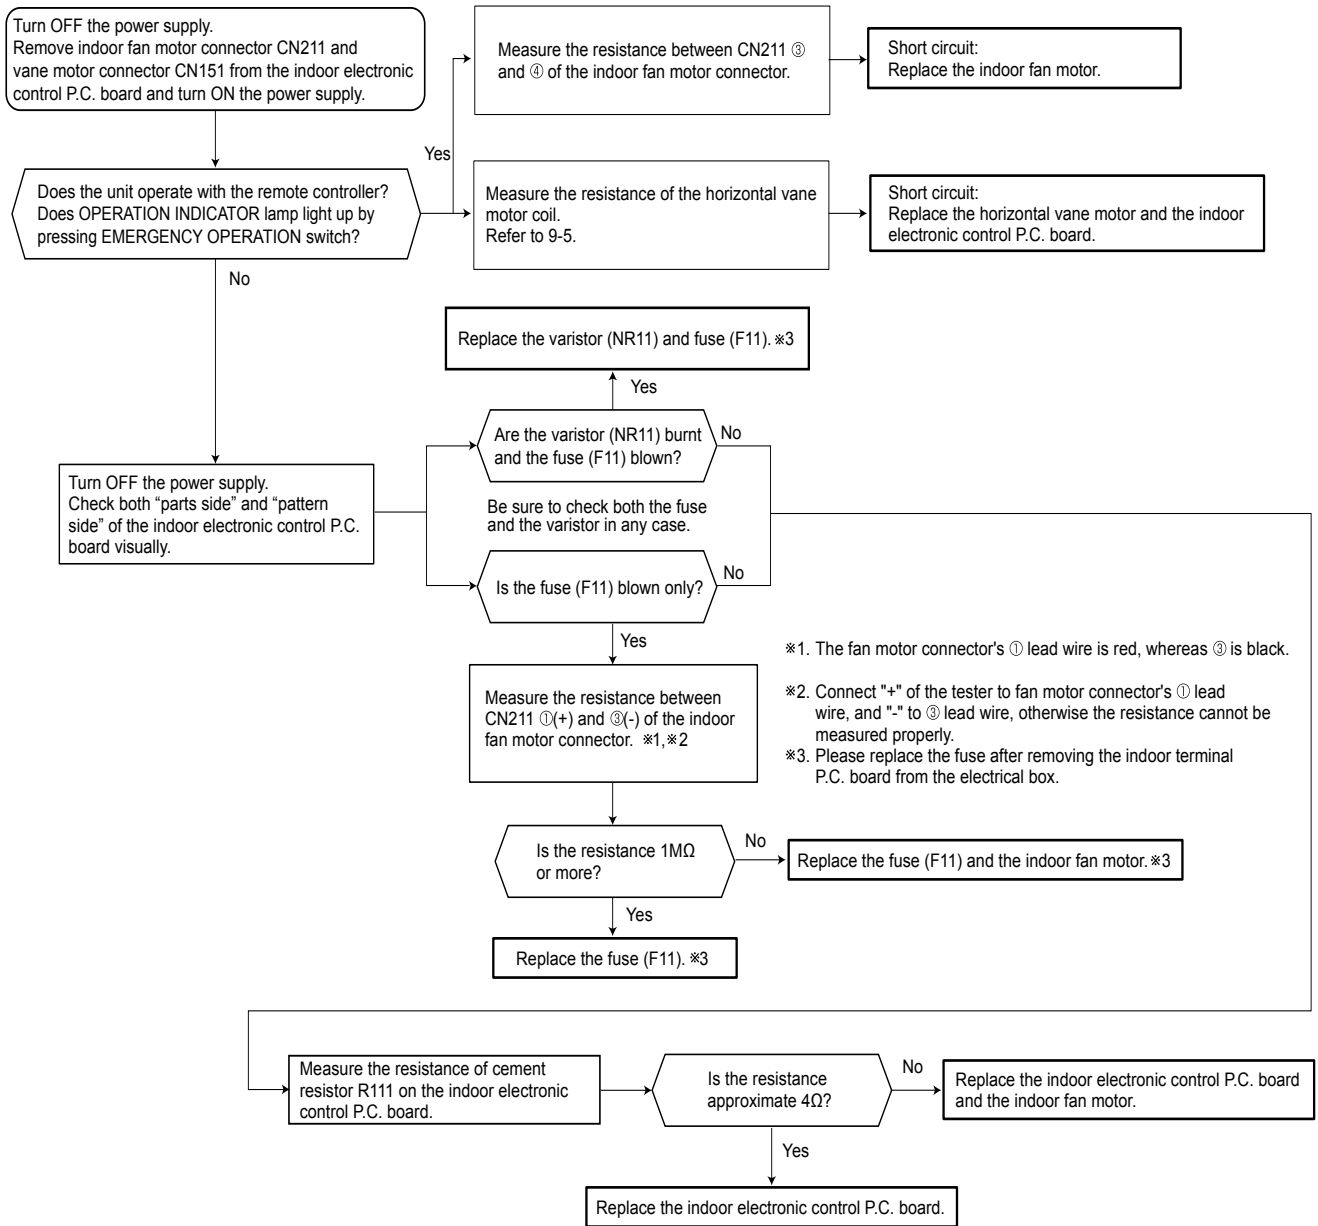 Turn OFF the power supply.
Remove indoor fan motor connector CN211 and
vane motor connector CN151 from the indoor electronic
control P.C. board and turn ON the power supply.
Measure the resistance between CN211 ③
and ④ of the indoor fan motor connector.
Short circuit:
Replace the indoor fan motor.
Yes
Does the unit operate with the remote controller?
Does OPERATION INDICATOR lamp light up by
pressing EMERGENCY OPERATION switch?
Measure the resistance of the horizontal vane
motor coil.
Refer to 9-5.
Short circuit:
Replace the horizontal vane motor and the indoor
electronic control P.C. board.
No
Replace the varistor (NR11) and fuse (F11). ※3
Yes
Are the varistor (NR11) burnt
and the fuse (F11) blown?
No
Turn OFF the power supply.
Check both “parts side” and “pattern
side” of the indoor electronic control P.C.
board visually.
Be sure to check both the fuse
and the varistor in any case.
Is the fuse (F11) blown only?
No
Yes
※1. The fan motor connector's ① lead wire is red, whereas ③ is black.
※2. Connect "+" of the tester to fan motor connector's ① lead
wire, and "-" to ③ lead wire, otherwise the resistance cannot be
measured properly.
※3. Please replace the fuse after removing the indoor terminal
P.C. board from the electrical box.
Measure the resistance between
CN211 ①(+) and ③(-) of the indoor
fan motor connector. ※1,※2
Is the resistance 1MΩ
or more?
No
Replace the fuse (F11) and the indoor fan motor. ※3
Yes
Replace the fuse (F11). ※3
Measure the resistance of cement
resistor R111 on the indoor electronic
control P.C. board.
Is the resistance
approximate 4Ω?
No
Replace the indoor electronic control P.C. board
and the indoor fan motor.
Yes
Replace the indoor electronic control P.C. board.